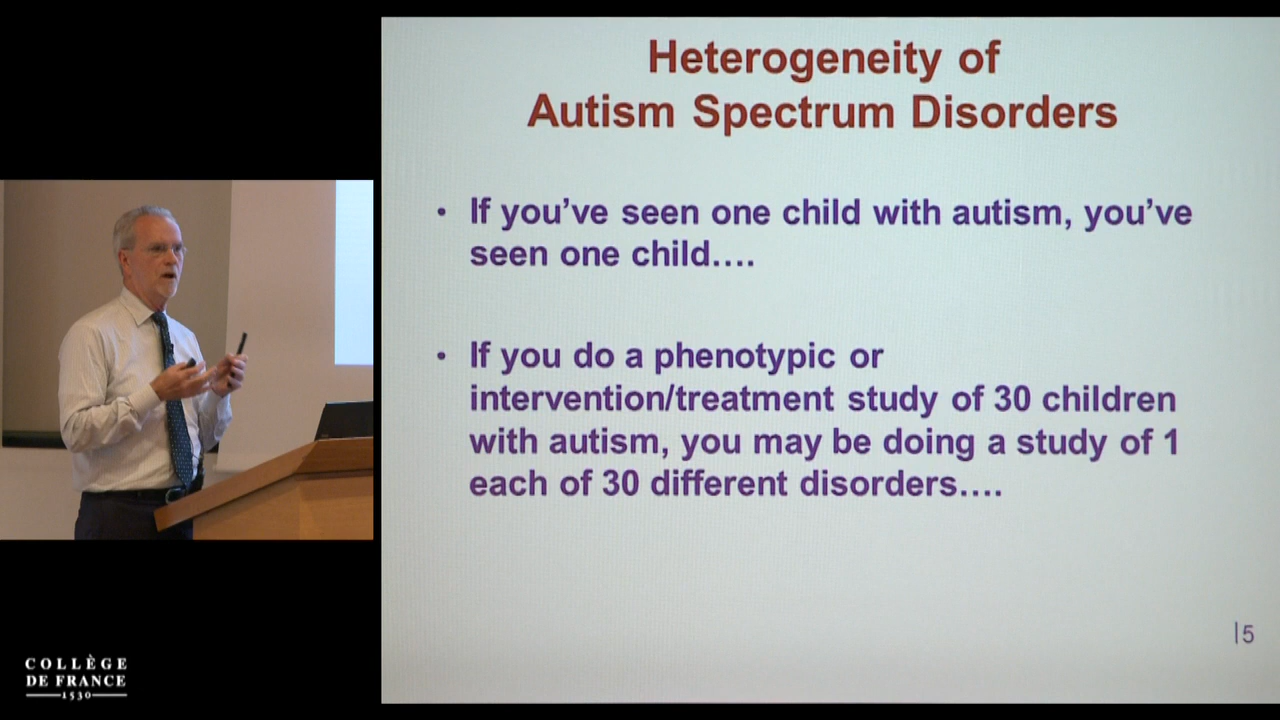 Heterogeneity of
Autism Spectrum Disorders
• If you've seen one child with autism, you've
seen one child….
• If you do a phenotypic or
intervention/treatment study of 30 children
with autism, you may be doing a study of 1
each of 30 different disorders….
|5
COLLÈGE
DE FRANCE
1530